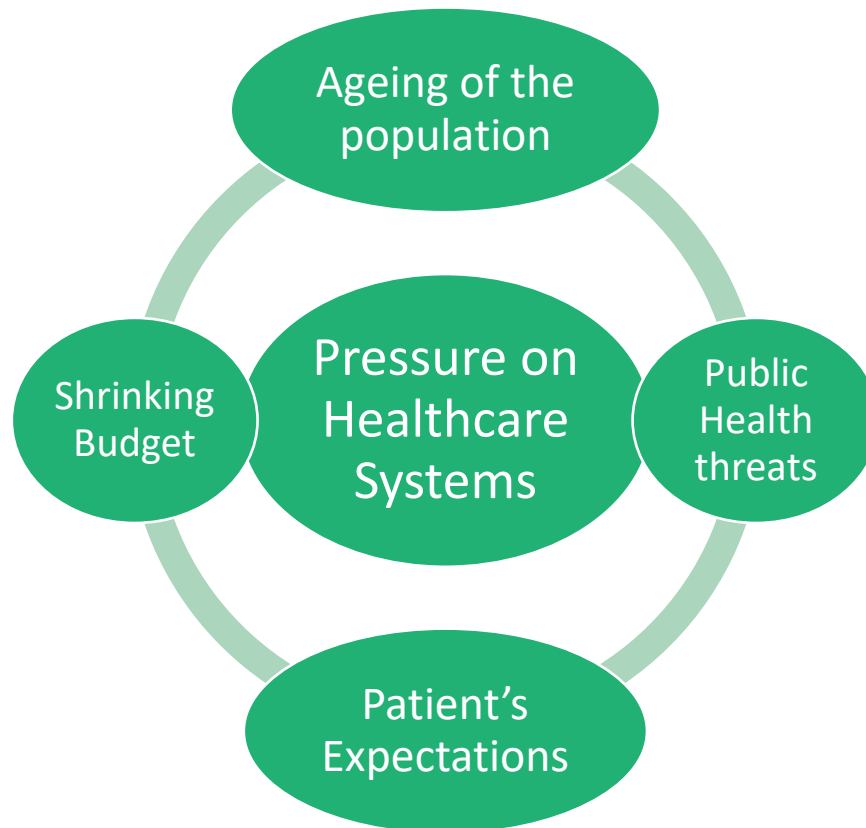 Ageing of the
population
Shrinking
Budget
Pressure on
Healthcare
Systems
Public
Health
threats
Patient’s
Expectations